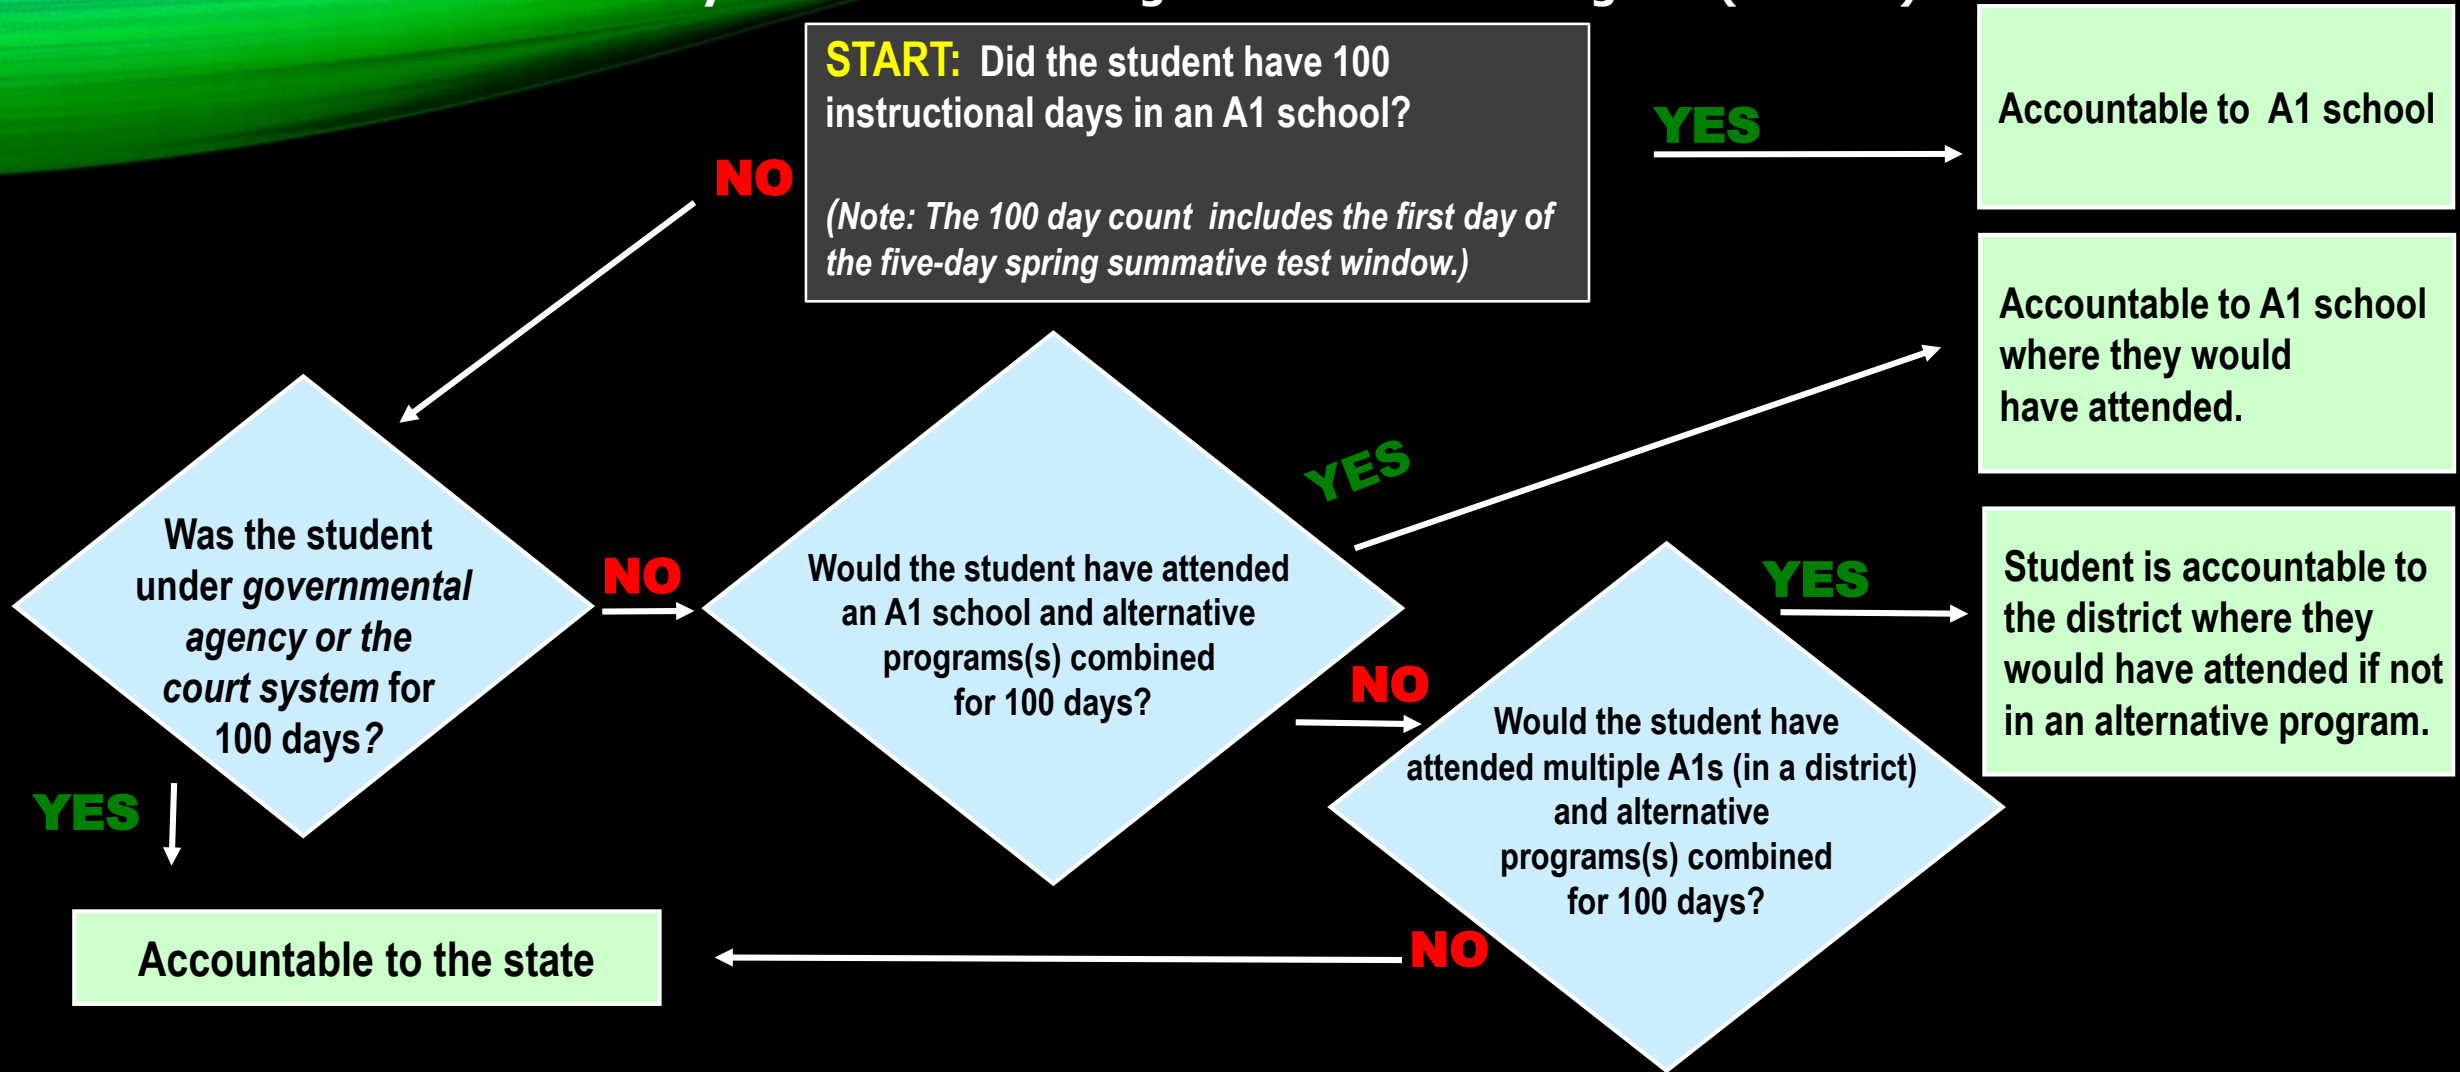 START: Did the student have 100
instructional days in an A1 school?
(Note: The 100 day count includes the first day of
the five-day spring summative test window.)
YES
Accountable to A1 school
NO
Accountable to A1 school
where they would
have attended.
Was the student
under governmental
agency or the
court system for
100 days?
NO
Would the student have attended
an A1 school and alternative
programs(s) combined
for 100 days?
YES
NO
Would the student have
attended multiple A1s (in a district)
and alternative
programs(s) combined
for 100 days?
YES
Student is accountable to
the district where they
would have attended if not
in an alternative program.
YES
Accountable to the state
NO